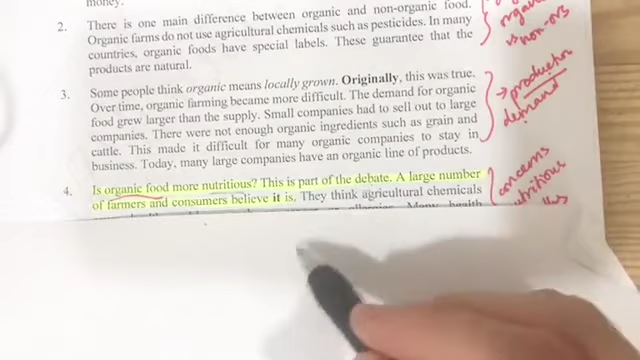 money.
2. There is one main difference between organic and non-organic food.
Organic farms do not use agricultural chemicals such as pesticides. In many
countries, organic foods have special labels. These guarantee that the
products are natural.
organic
vs non-org
3. Some people think organic means locally grown. Originally, this was true.
Over time, organic farming became more difficult. The demand for organic
food grew larger than the supply. Small companies had to sell out to large
companies. There were not enough organic ingredients such as grain and
cattle. This made it difficult for many organic companies to stay in
business. Today, many large companies have an organic line of products.
→ production
demand
4. Is organic food more nutritious? This is part of the debate. A large number
of farmers and consumers believe it is. They think agricultural chemicals
Many health
concerns
nutritious